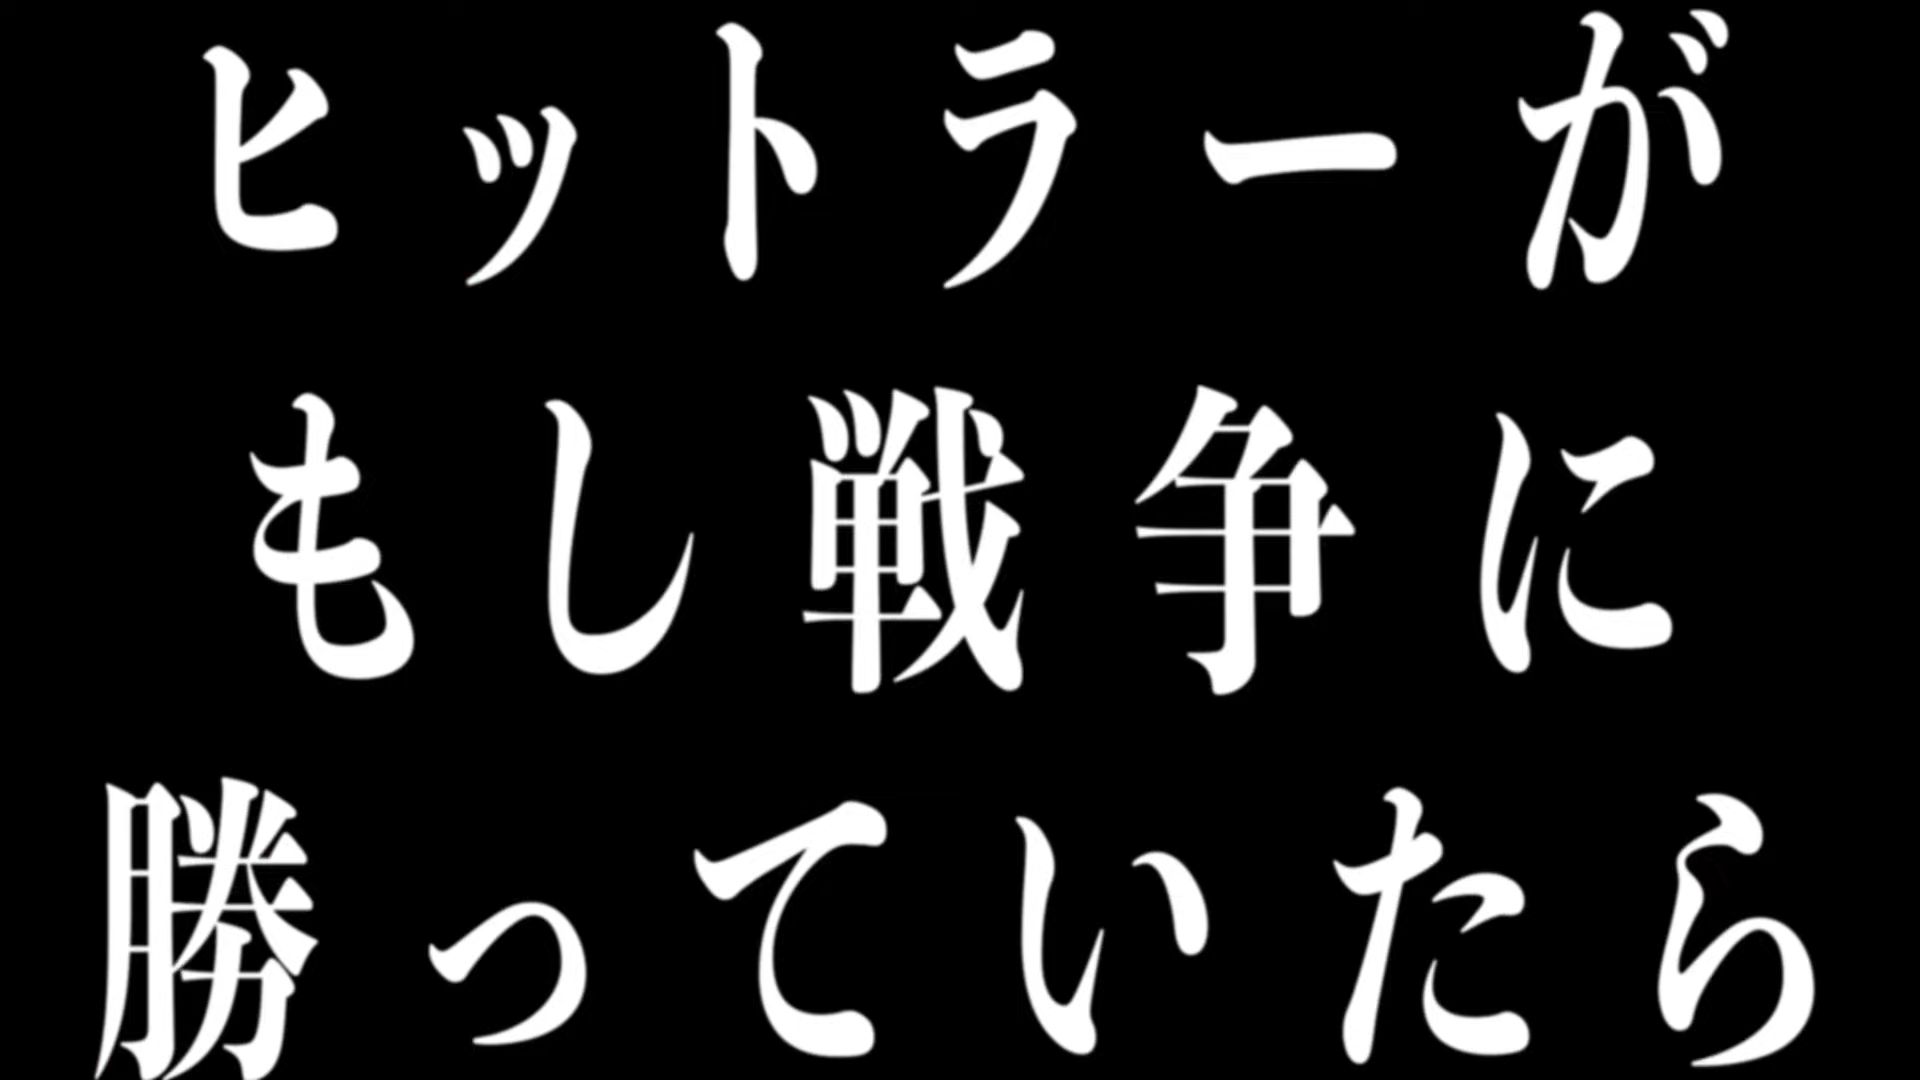 ヒットラーが
もし戦争に
勝っていたら